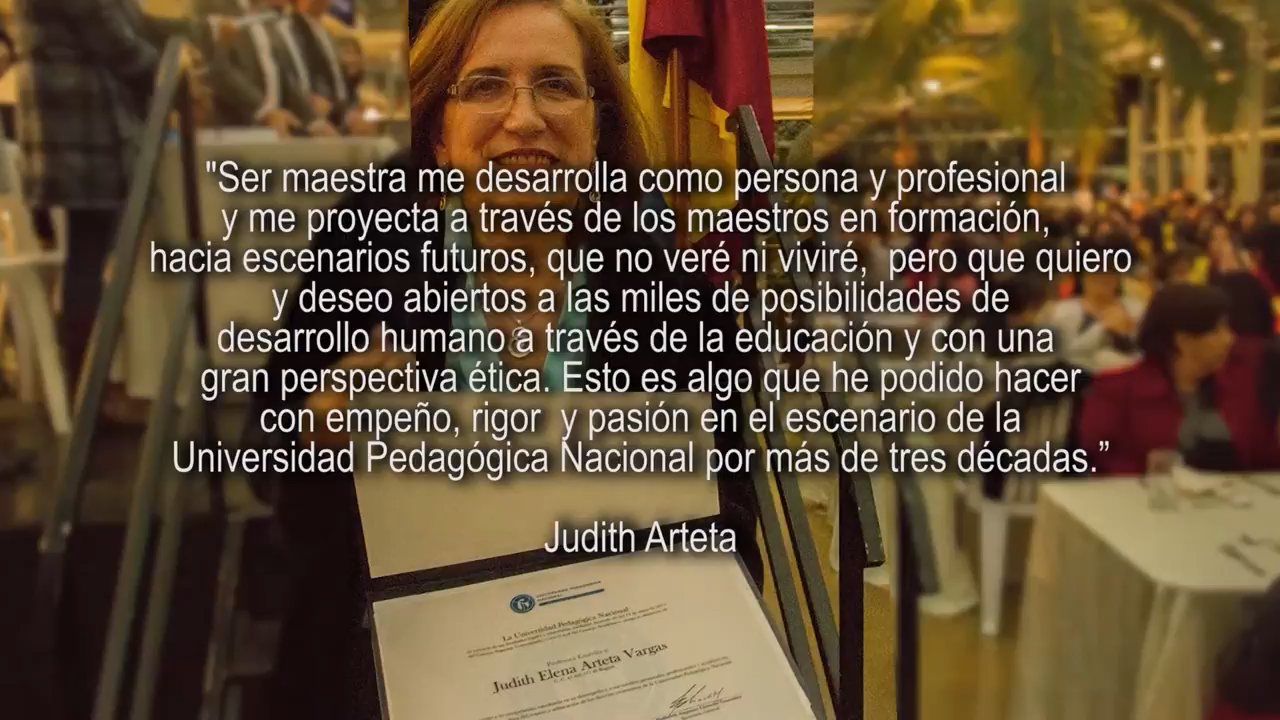 "Ser maestra me desarrolla como persona y profesional
y me proyecta a través de los maestros en formación,
hacia escenarios futuros, que no veré ni viviré,  pero que quiero
y deseo abiertos a las miles de posibilidades de
desarrollo humano a través de la educación y con una
gran perspectiva ética. Esto es algo que he podido hacer
con empeño, rigor  y pasión en el escenario de la
Universidad Pedagógica Nacional por más de tres décadas.”
Judith Arteta
UNIVERSIDAD PEDAGOGICA
NACIONAL
La Universidad Pedagógica Nacional
Judith Elena Arteta Vargas